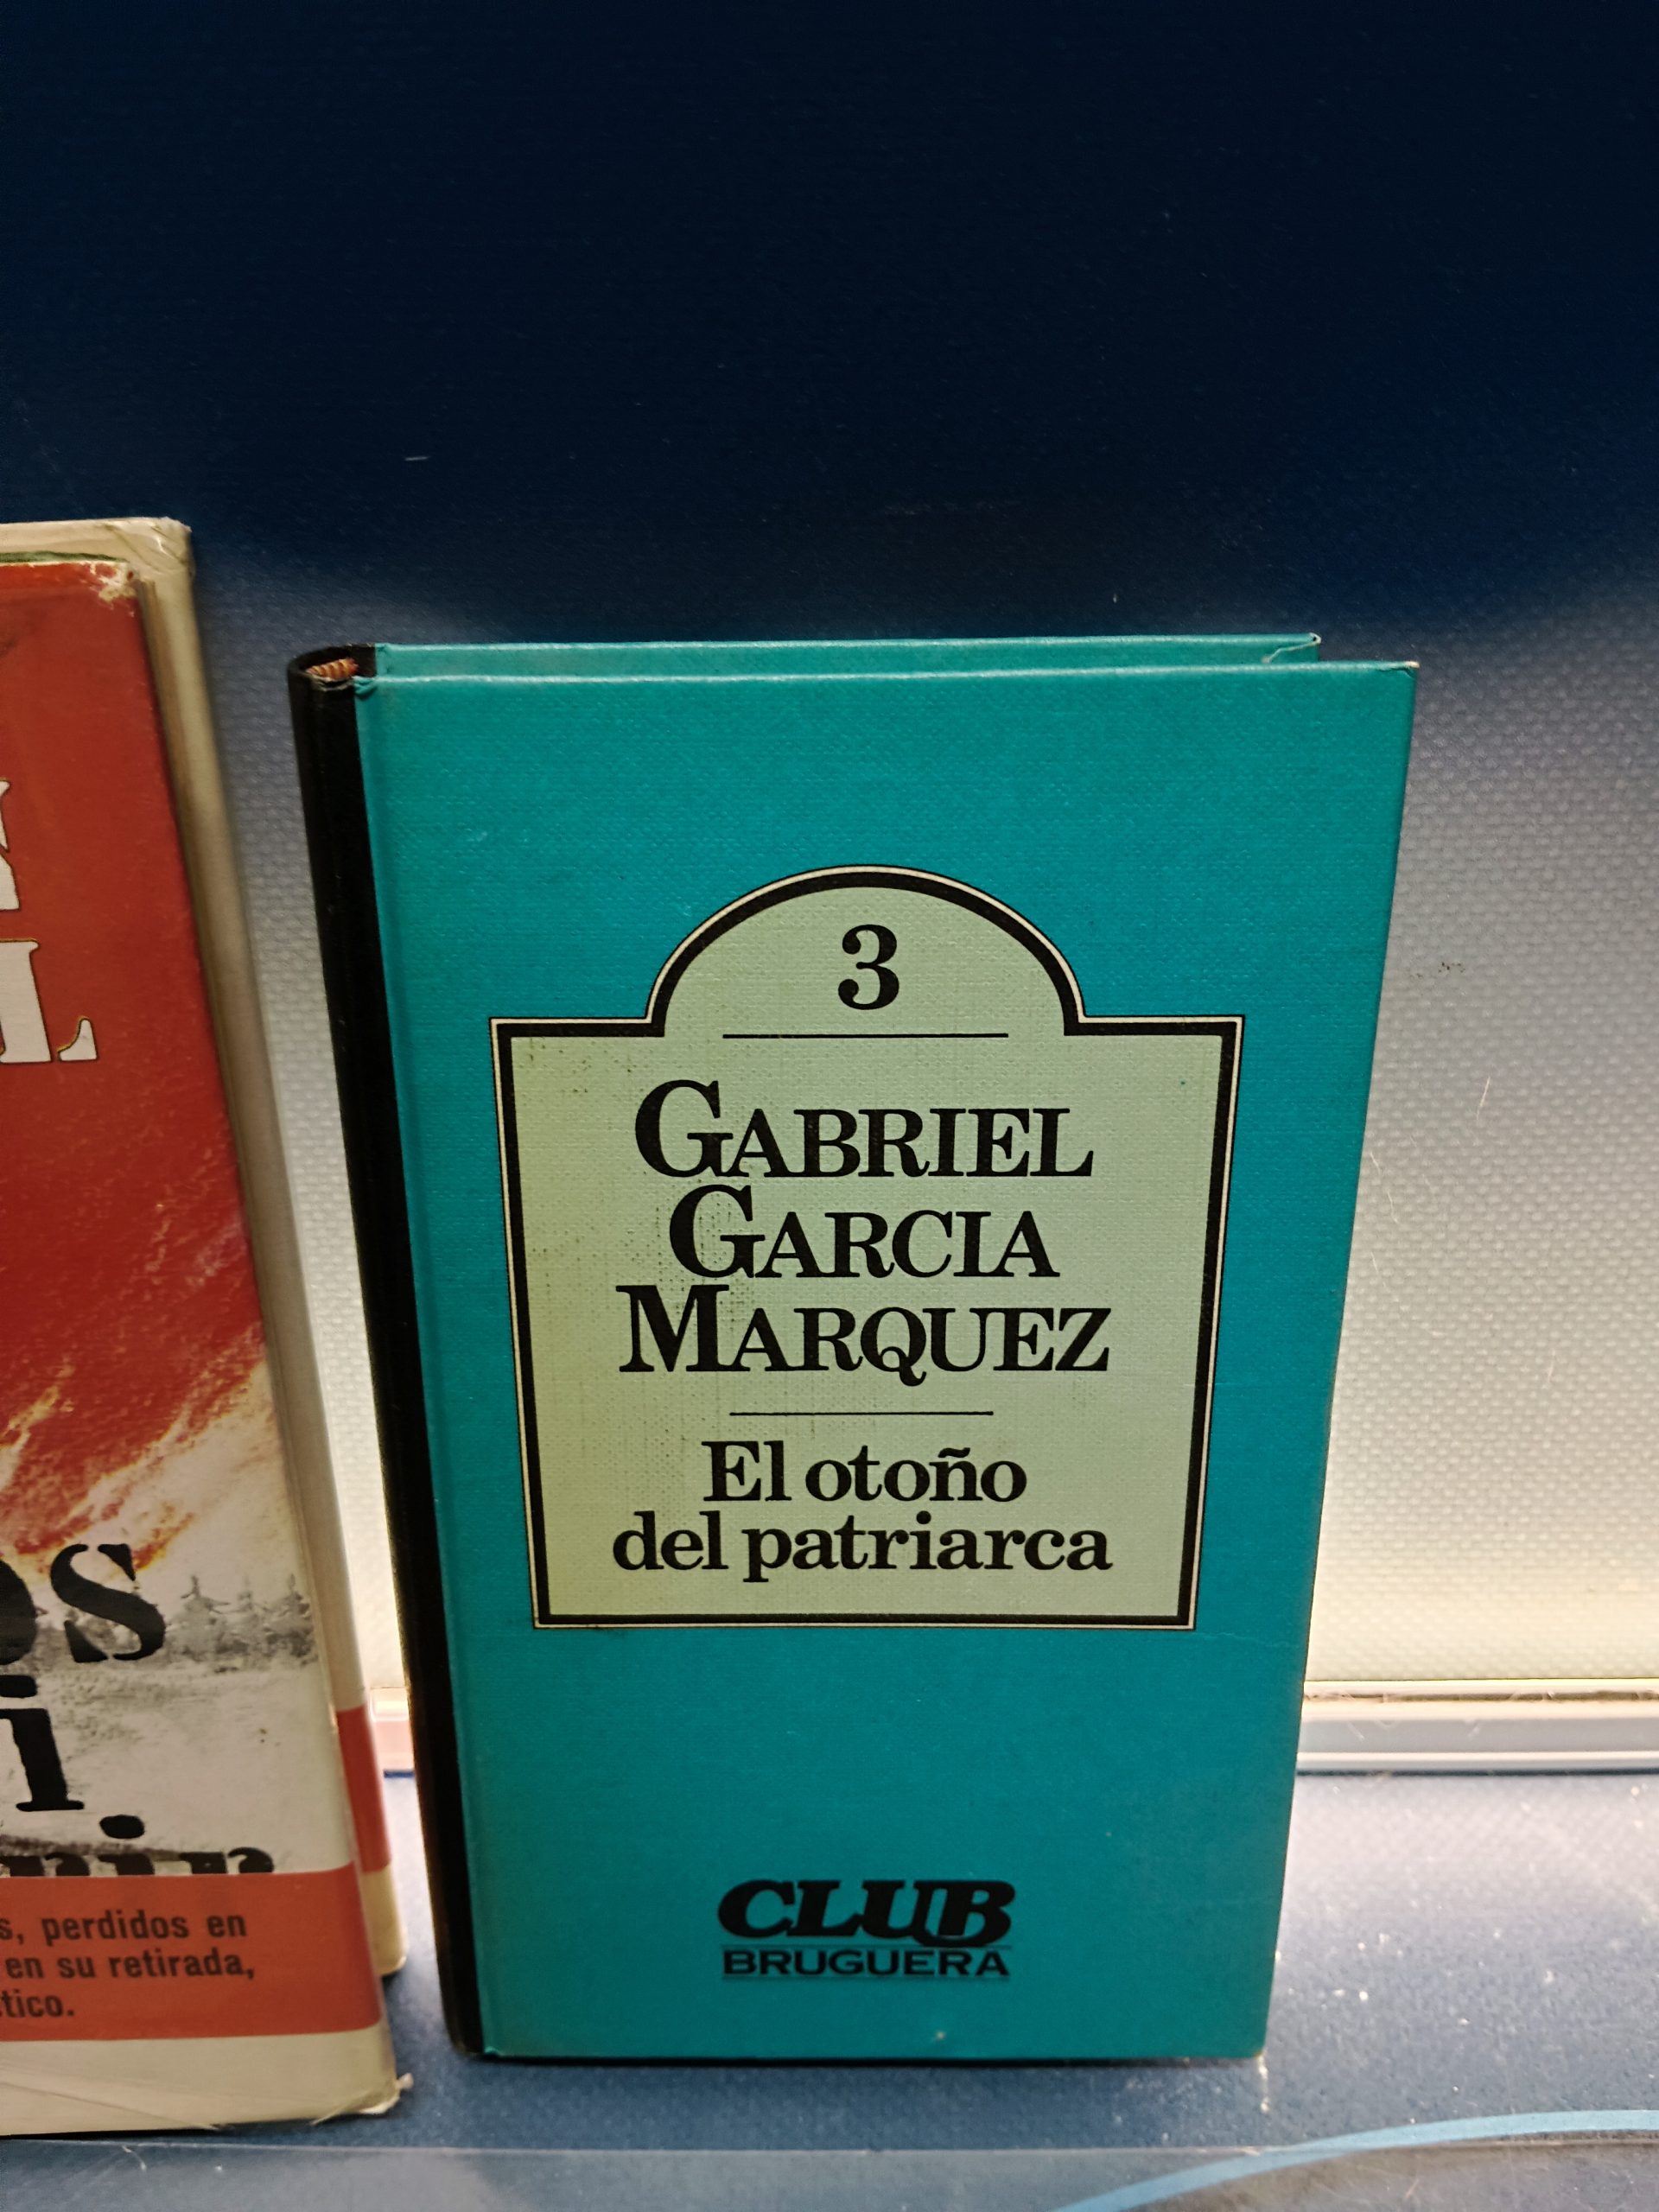 3
GABRIEL
GARCIA
MARQUEZ
El otoño
del patriarca
CLUB
BRUGUERA
perdidos en
en su retirada,